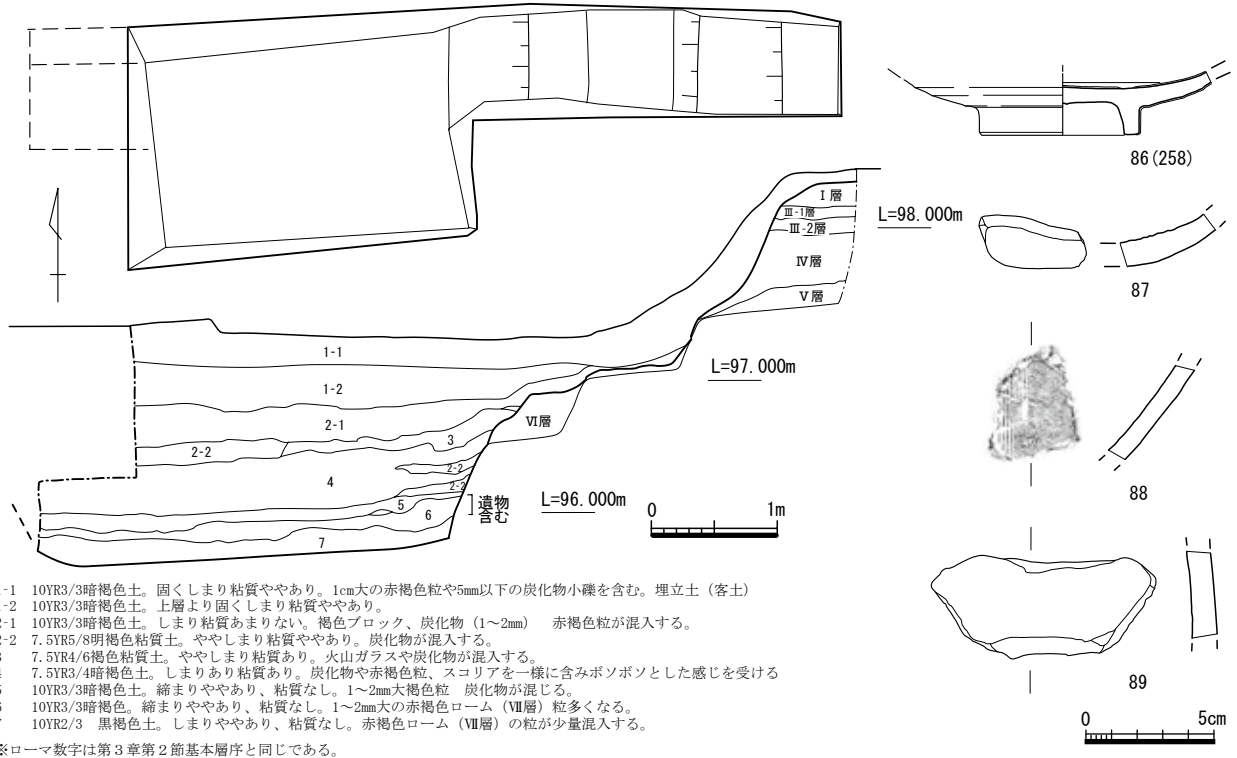 86(258)
Ⅰ層
Ⅲ-1層
L=98.000m
Ⅲ-2層
Ⅳ層
87
Ⅴ層
1-1
L=97.000m
1-2
2-1
Ⅵ層
3
2-2
2-2
4
2-2
88
遺物
含む
L=96.000m
0 1m
5
6
7
-1 10YR3/3暗褐色土。固くしまり粘質ややあり。1cm大の赤褐色粒や5mm以下の炭化物小礫を含む。埋立土（客土）
-2 10YR3/3暗褐色土。上層より固くしまり粘質ややあり。
2-1 10YR3/3暗褐色土。しまり粘質あまりない。褐色ブロック、炭化物（1～2mm） 赤褐色粒が混入する。
2-2 7.5YR5/8明褐色粘質土。ややしまり粘質ややあり。炭化物が混入する。
3 7.5YR4/6褐色粘質土。ややしまり粘質あり。火山ガラスや炭化物が混入する。
4 7.5YR3/4暗褐色土。しまりあり粘質あり。炭化物や赤褐色粒、スコリアを一様に含みボソボソとした感じを受ける
5 10YR3/3暗褐色土。締まりややあり、粘質なし。1～2mm大褐色粒 炭化物が混じる。
6 10YR3/3暗褐色。締まりややあり、粘質なし。1～2mm大の赤褐色ローム（Ⅶ層）粒多くなる。
7 10YR2/3 黒褐色土。しまりややあり、粘質なし。赤褐色ローム（Ⅶ層）の粒が少量混入する。
※ローマ数字は第３章第２節基本層序と同じである。
89
0 5cm